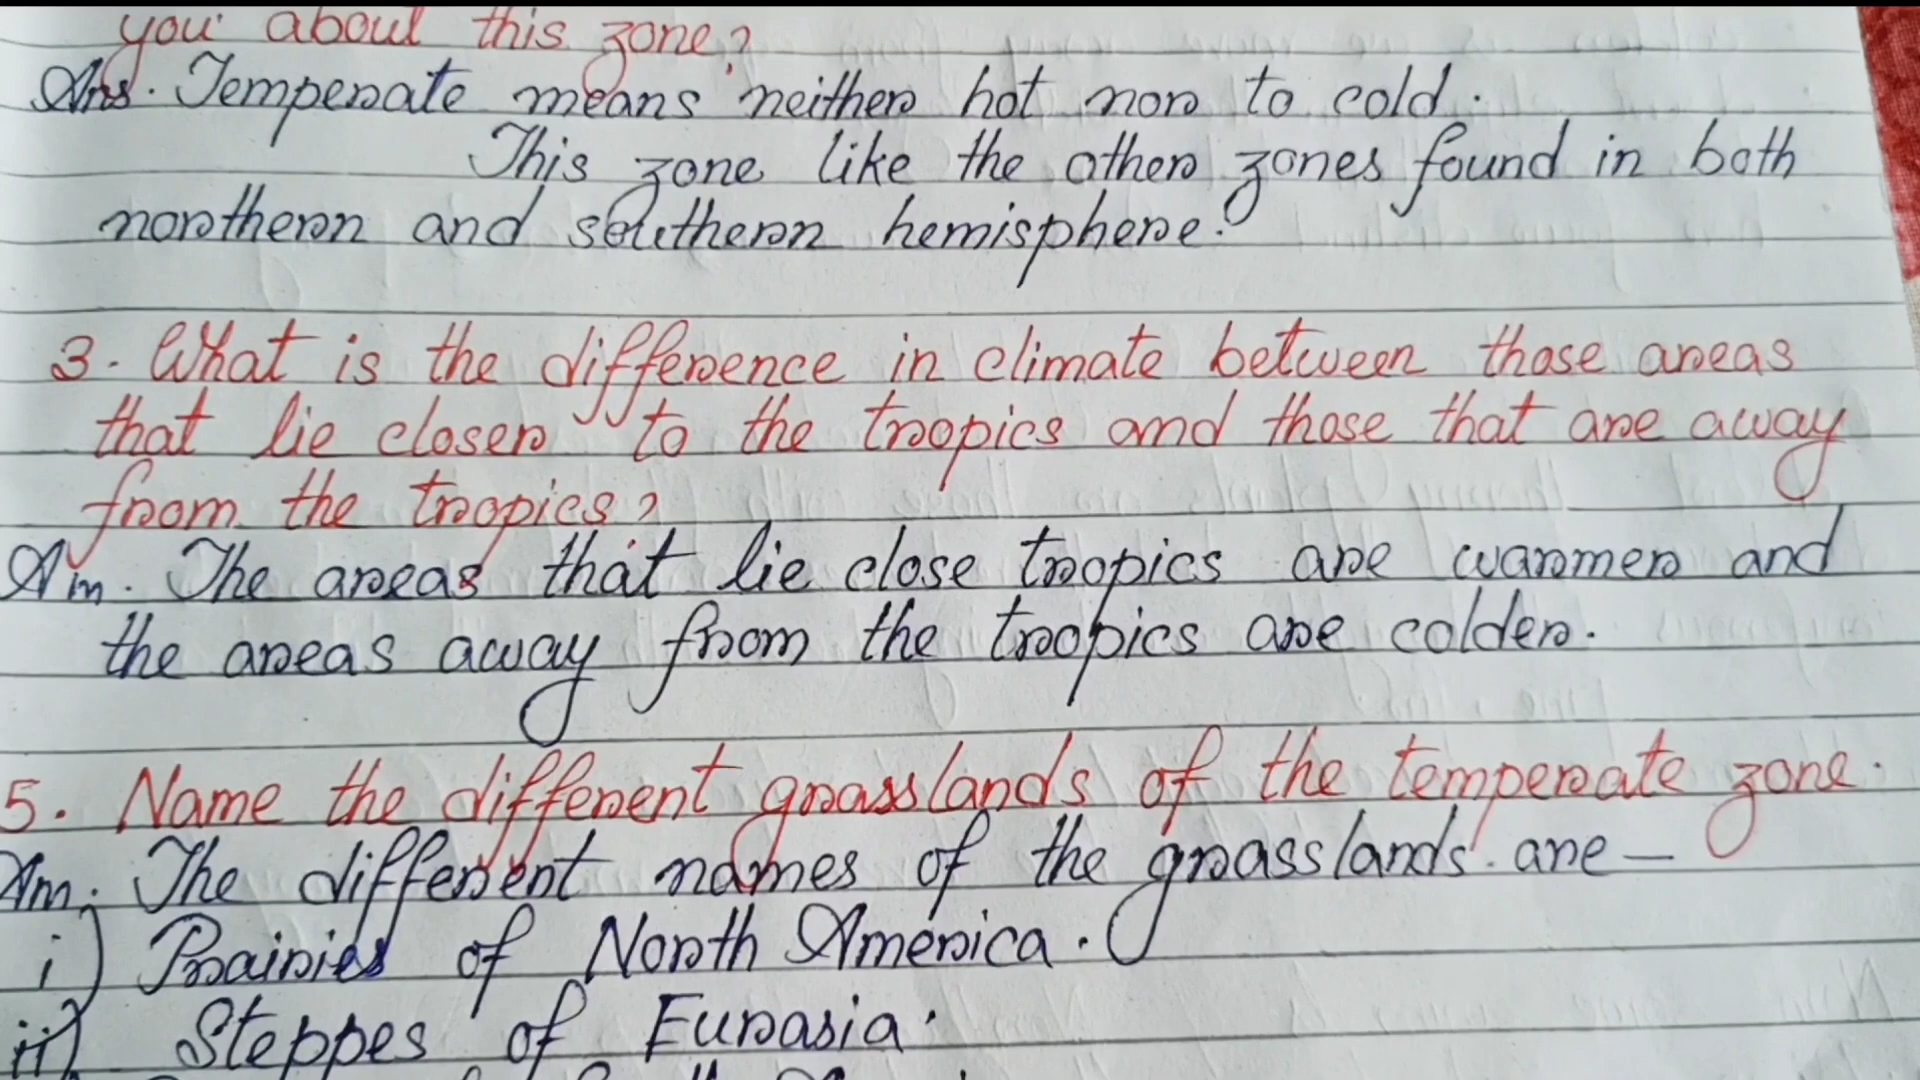 you about this zone?
Ans. Temperate means neither hot nor to cold.
This zone like the other zones found in both
northern and southern hemisphere.
3. What is the difference in climate between those areas
that lie closer to the tropics and those that are away
from the tropics?
Ans. The areas that lie close tropics are warmer and
the areas away from the tropics are colder.
5. Name the different grasslands of the temperate zone.
Ans. The different names of the grasslands are —
i) Prairies of North America.
ii) Steppes of Eurasia.